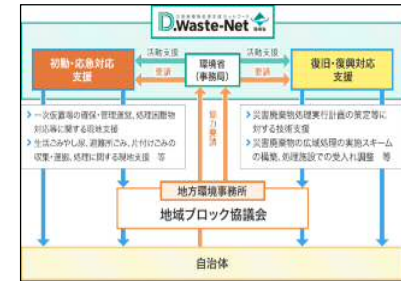 災害廃棄物処理支援ネットワーク
D.Waste-Net
環境省
初動・応急対応
支援
活動支援
要請
環境省
(事務局)
活動支援
要請
復旧・復興対応
支援
一次仮置場の確保・管理運営、処理困難物
対応等に関する現地支援
生活ごみやし尿、避難所ごみ、片付けごみの
収集・運搬、処理に関する現地支援 等
協力要請
災害廃棄物処理実行計画の策定等に
対する技術支援
災害廃棄物の広域処理の実施スキーム
の構築、処理施設での受入れ調整 等
地方環境事務所
地域ブロック協議会
自治体